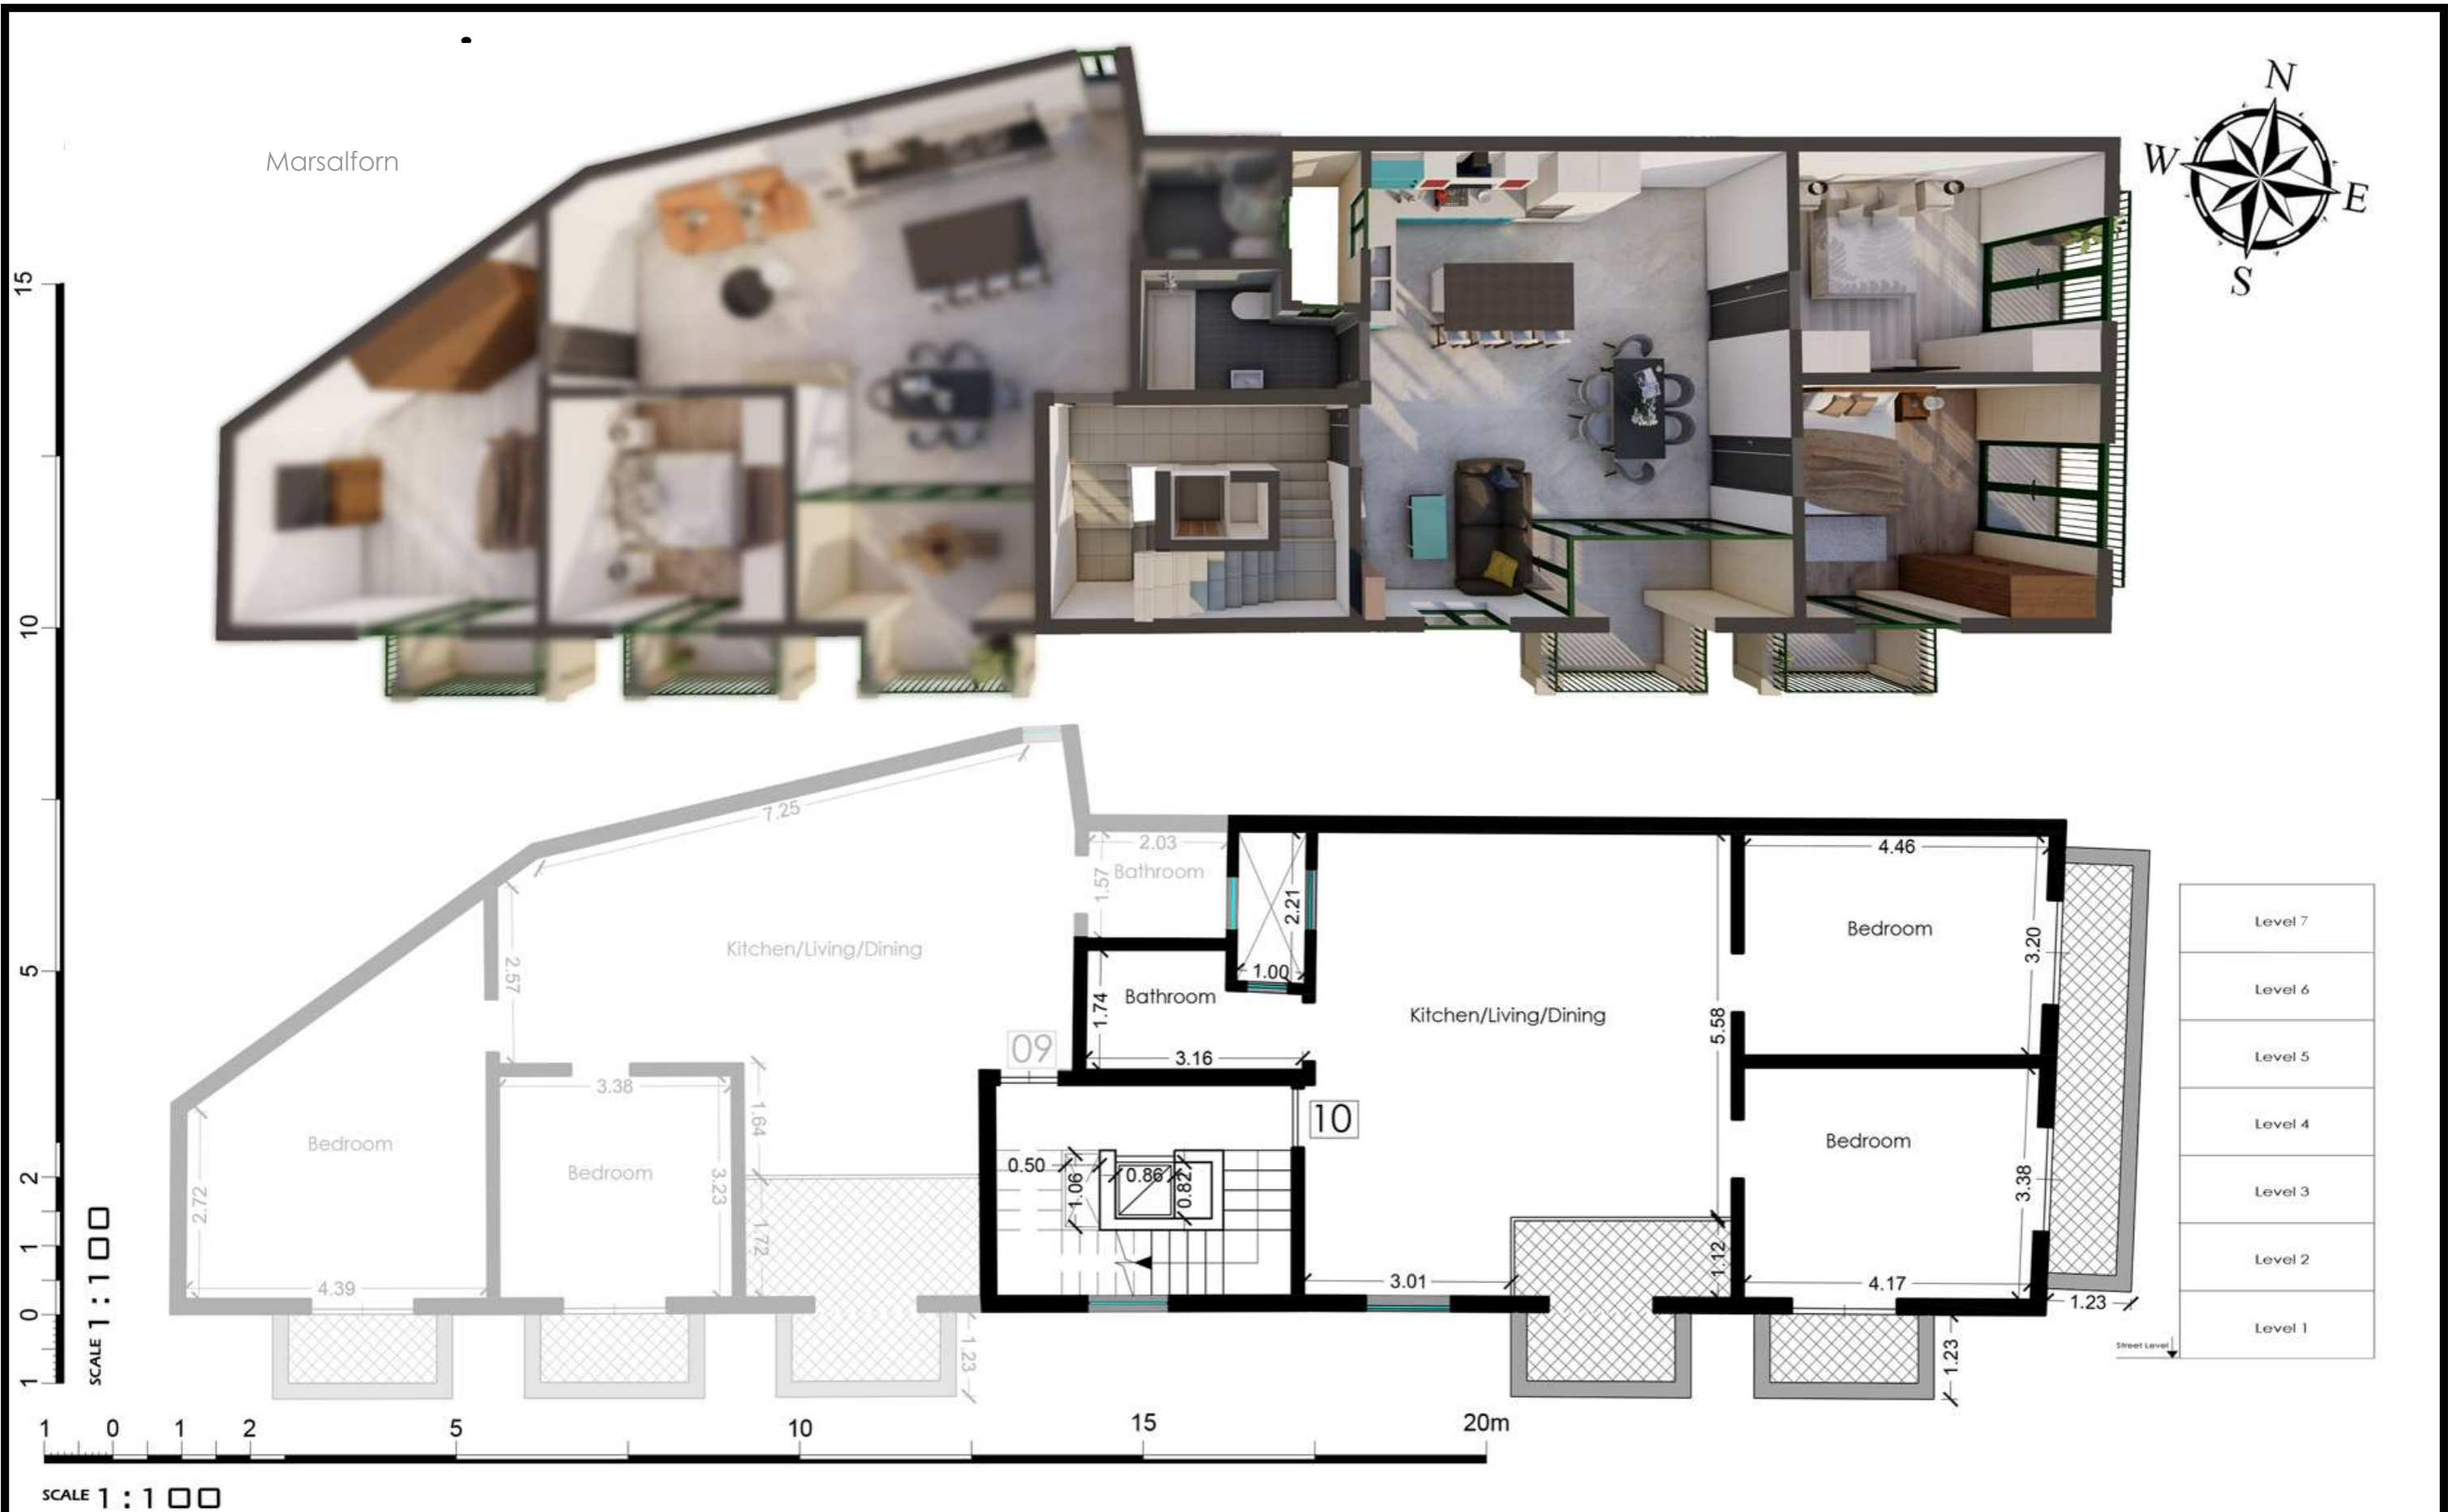 Marsalforn
N
W
E
S
15
10
5
2
1
0
1
SCALE 1:100
7.25
2.03
Bathroom
1.57
2.21
1.00
4.46
Bedroom
3.20
Kitchen/Living/Dining
2.57
Bathroom
1.74
3.16
Kitchen/Living/Dining
5.58
09
10
3.38
1.64
Bedroom
Bedroom
2.72
3.23
1.72
4.39
0.50
1.06
0.86
0.82
Bedroom
3.38
3.01
1.12
4.17
1.23
1.23
1.23
Level 7
Level 6
Level 5
Level 4
Level 3
Level 2
Level 1
Street Level
1 0 1 2 5 10 15 20m
SCALE 1:100